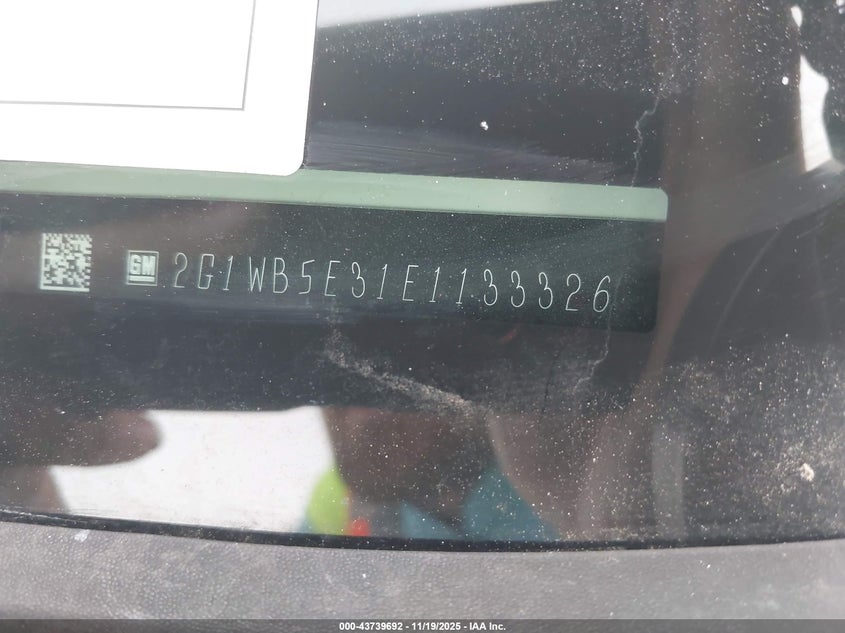 GM 2G1WB5E31E1133326
000-43739692 - 11/19/2025 - IAA Inc.